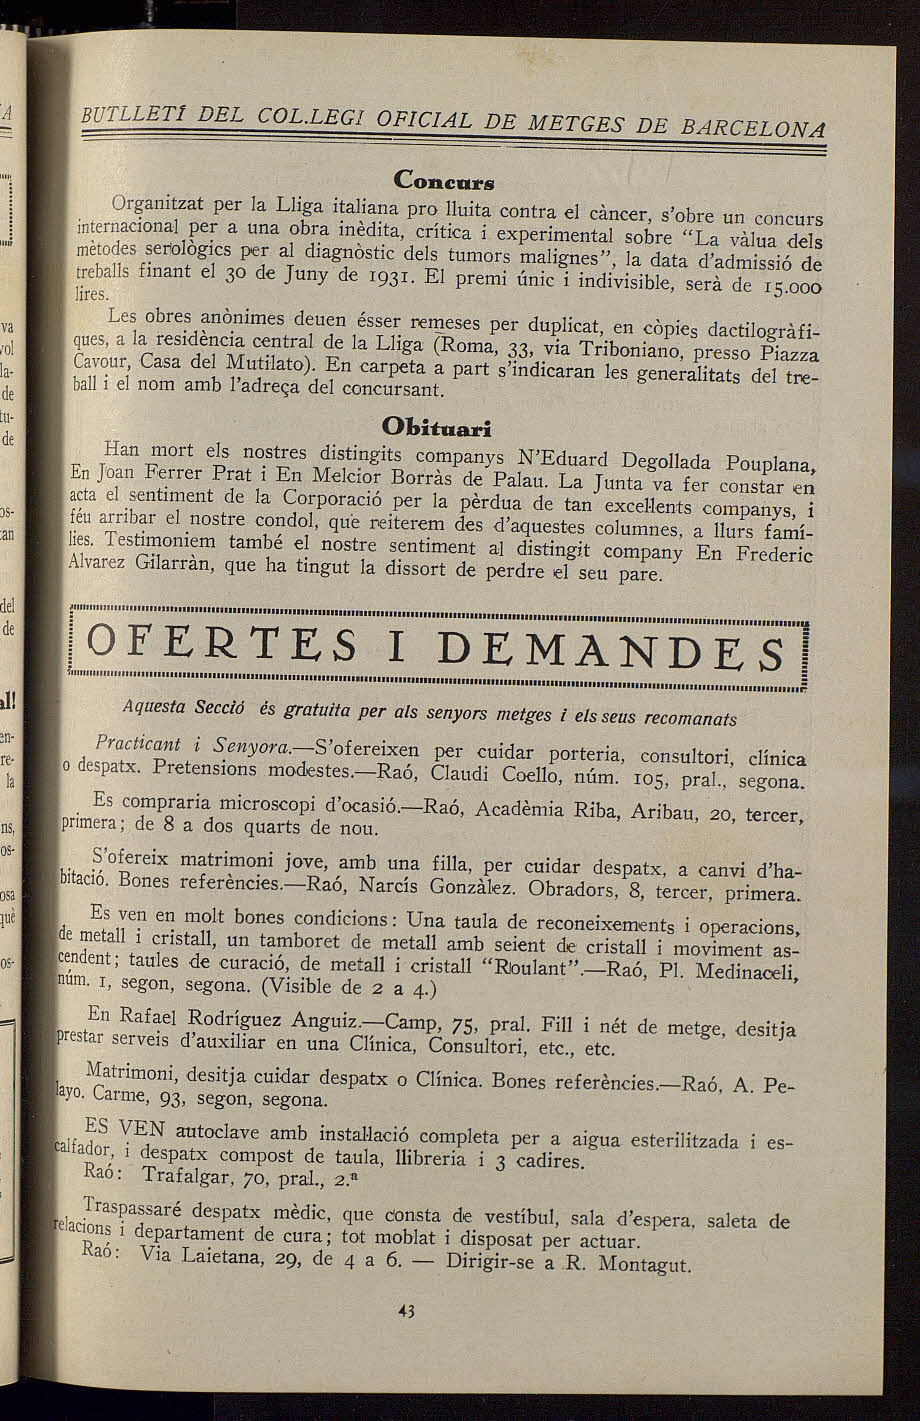 BUTLLETÍ DEL COL.LEGI OFICIAL DE METGES DE BARCELONA
Concurs
Organitzat per la Lliga italiana pro lluita contra el càncer, s'obre un concurs
internacional per a una obra inèdita, crítica i experimental sobre "La vàlua dels
mètodes serològics per al diagnòstic dels tumors malignes", la data d'admissió de
treballs finant el 30 de Juny de 1931. El premi únic i indivisible, serà de 15.000
lires.
Les obres anònimes deuen ésser remeses per duplicat, en còpies dactilogràfi-
ques, a la residència central de la Lliga (Roma, 33, via Triboniano, presso Piazza
Cavour, Casa del Mutilato). En carpeta a part s'indicaran les generalitats del tre-
ball i el nom amb l'adreça del concursant.
Obituari
Han mort els nostres distingits companys N'Eduard Degollada Pouplana,
En Joan Ferrer Prat i En Melcior Borràs de Palau. La Junta va fer constar en
acta el sentiment de la Corporació per la pèrdua de tan excel·lents companys, i
féu arribar el nostre condol, que reiterem des d'aquestes columnes, a llurs famí-
lies. Testimoniem també el nostre sentiment al distingit company En Frederic
Alvarez Gilarràn, que ha tingut la dissort de perdre el seu pare.
OFERTES I DEMANDES
Aquesta Secció és gratuita per als senyors metges i els seus recomanats
Practicant i Senyora.—S'ofereixen per cuidar porteria, consultori, clínica
o despatx. Pretensions modestes.—Raó, Claudi Coello, núm. 105, pral., segona.
Es compraria microscopi d'ocasió.—Raó, Acadèmia Riba, Aribau, 20, tercer,
primera; de 8 a dos quarts de nou.
S'ofereix matrimoni jove, amb una filla, per cuidar despatx, a canvi d'ha-
bitació. Bones referències.—Raó, Narcís Gonzàlez. Obradors, 8, tercer, primera.
Es ven en molt bones condicions: Una taula de reconeixements i operacions,
de metall i cristall, un tamboret de metall amb seient de cristall i moviment as-
cendent; taules de curació, de metall i cristall "Roulant".—Raó, Pl. Medinaceli,
núm. 1, segon, segona. (Visible de 2 a 4.)
En Rafael Rodríguez Anguiz.—Camp, 75, pral. Fill i nét de metge, desitja
prestar serveis d'auxiliar en una Clínica, Consultori, etc., etc.
Matrimoni, desitja cuidar despatx o Clínica. Bones referències.—Raó, A. Pe-
layo. Carme, 93, segon, segona.
ES VEN autoclave amb instal·lació completa per a aigua esterilitzada i es-
calfador, i despatx compost de taula, llibreria i 3 cadires.
Raó: Trafalgar, 70, pral., 2.ª
Traspassaré despatx mèdic, que consta de vestíbul, sala d'espera, saleta de
relacions i departament de cura; tot moblat i disposat per actuar.
Raó: Via Laietana, 29, de 4 a 6. — Dirigir-se a R. Montagut.
43